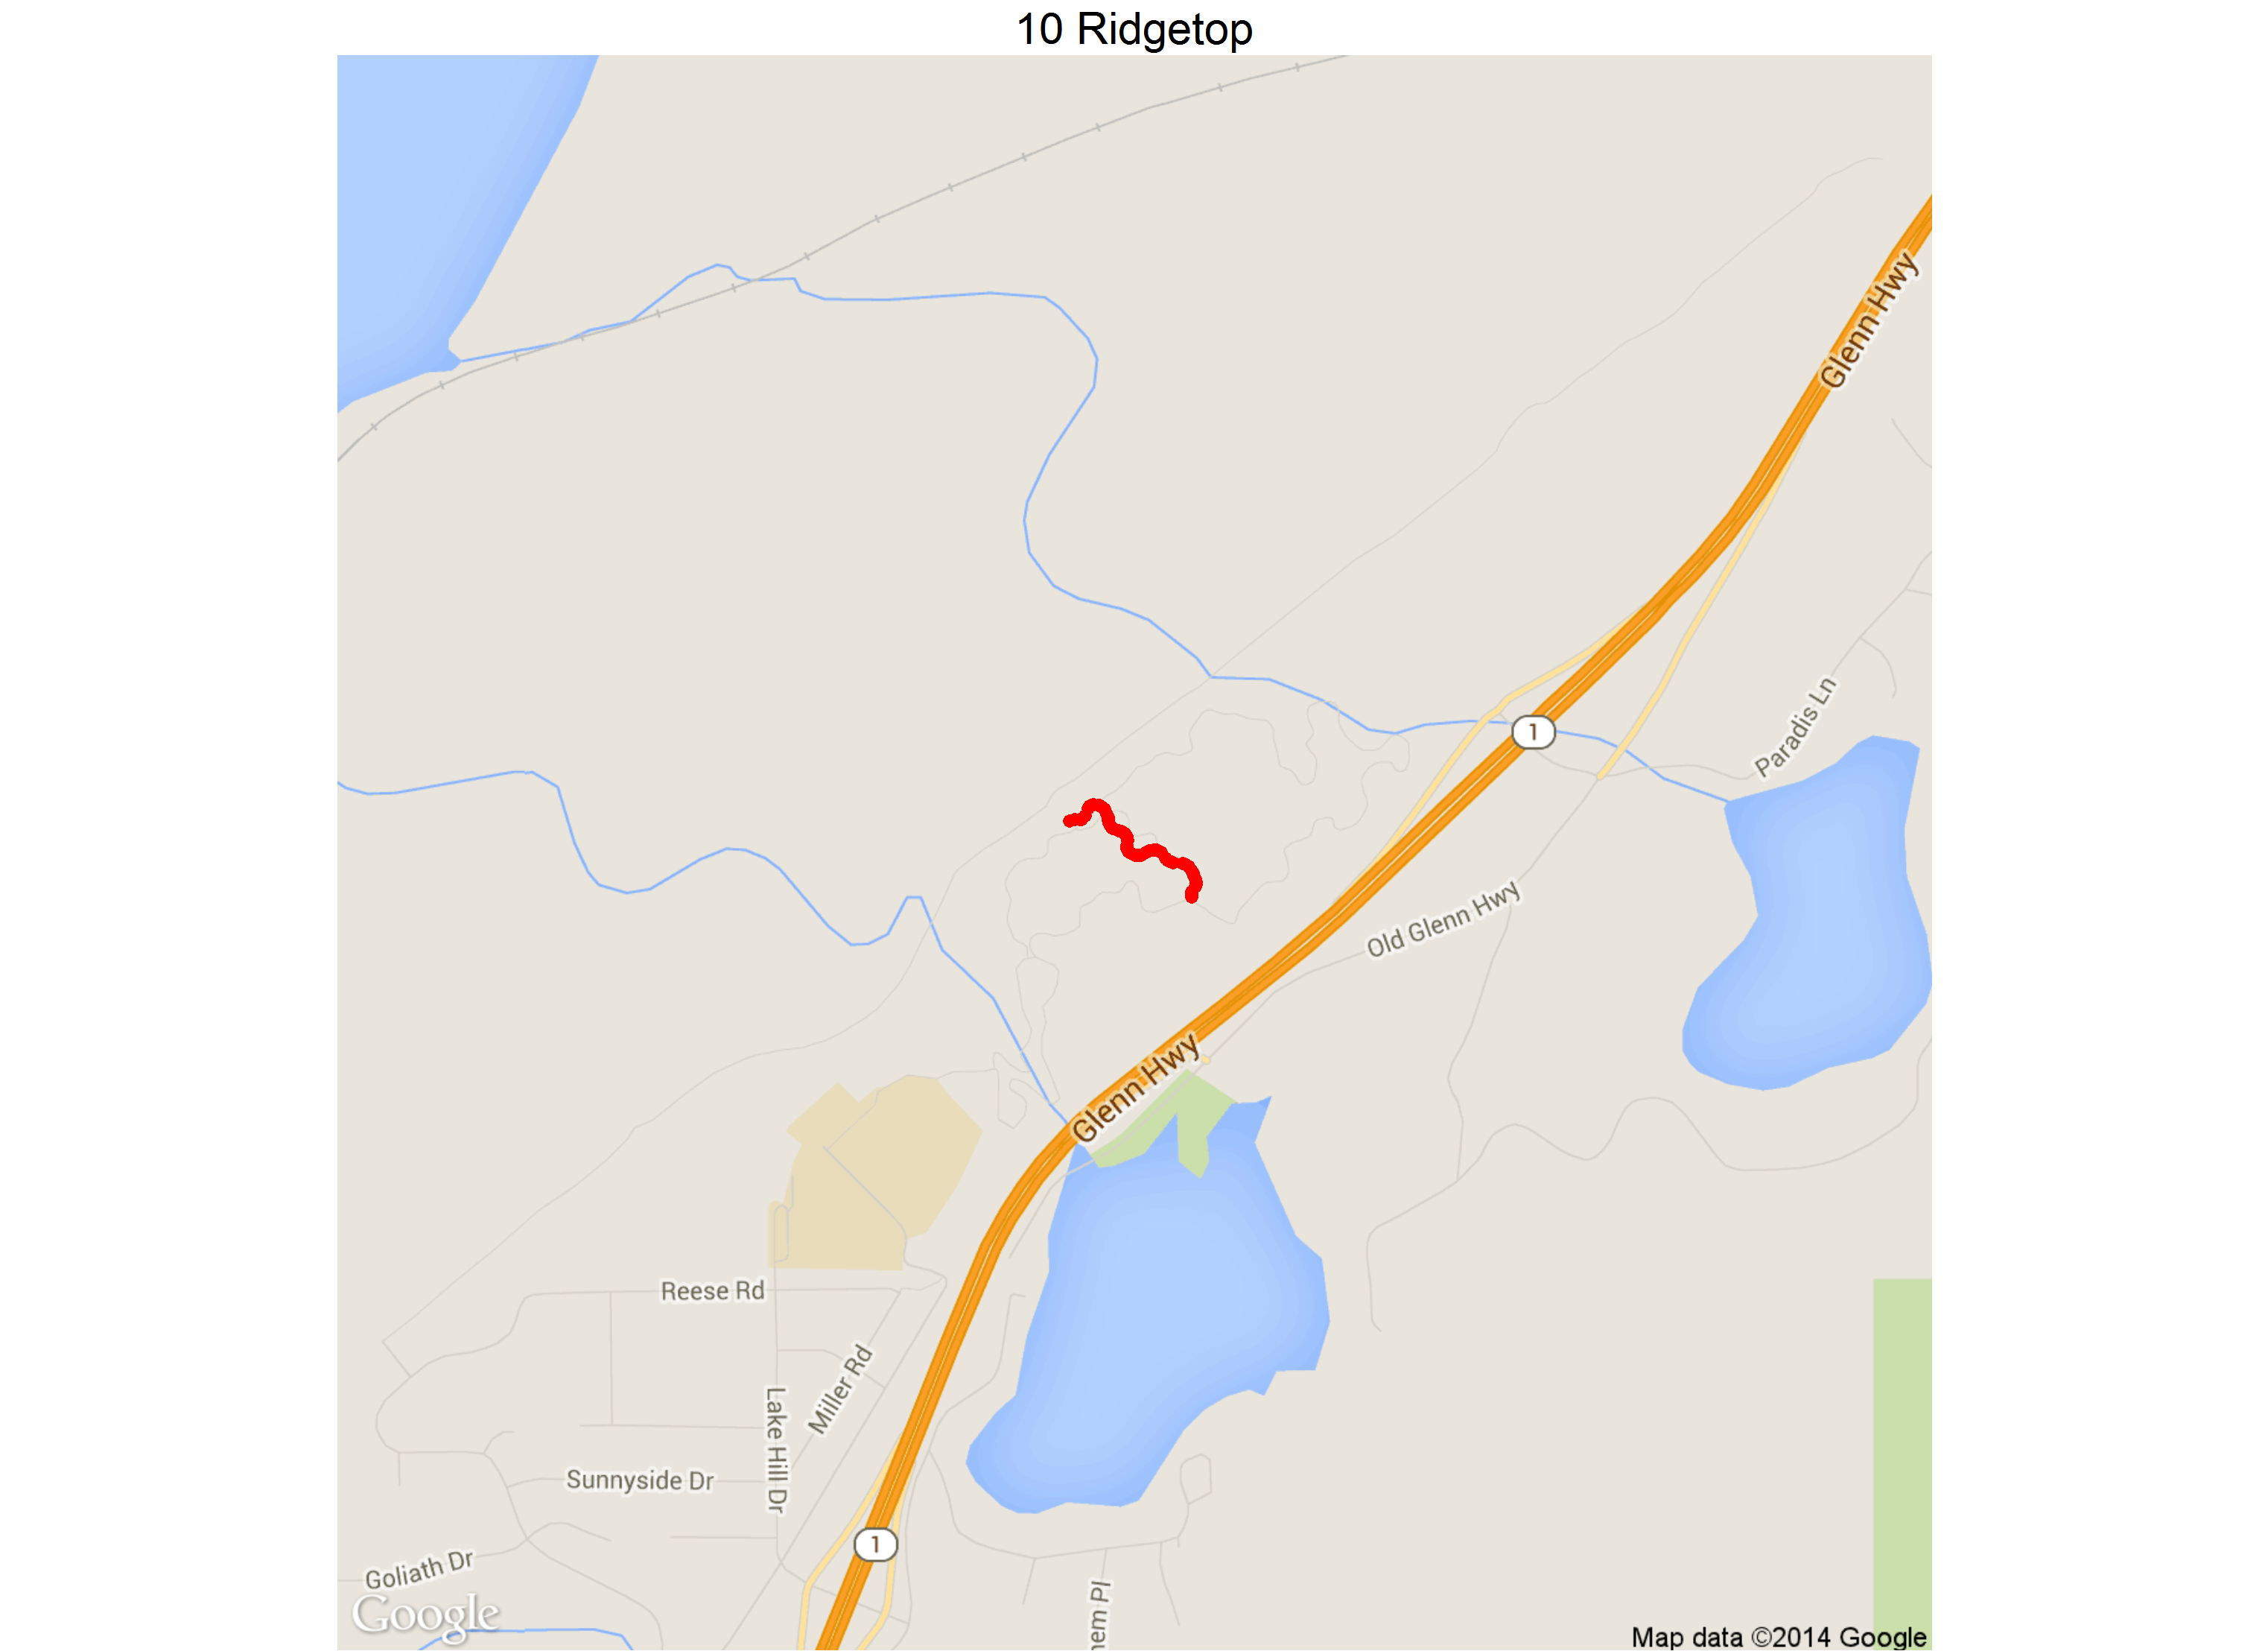 10 Ridgetop
Glenn Hwy
1
Paradis Ln
Old Glenn Hwy
Glenn Hwy
Reese Rd
Miller Rd
Lake Hill Dr
Sunnyside Dr
1
Goliath Dr
Google
Map data ©2014 Google